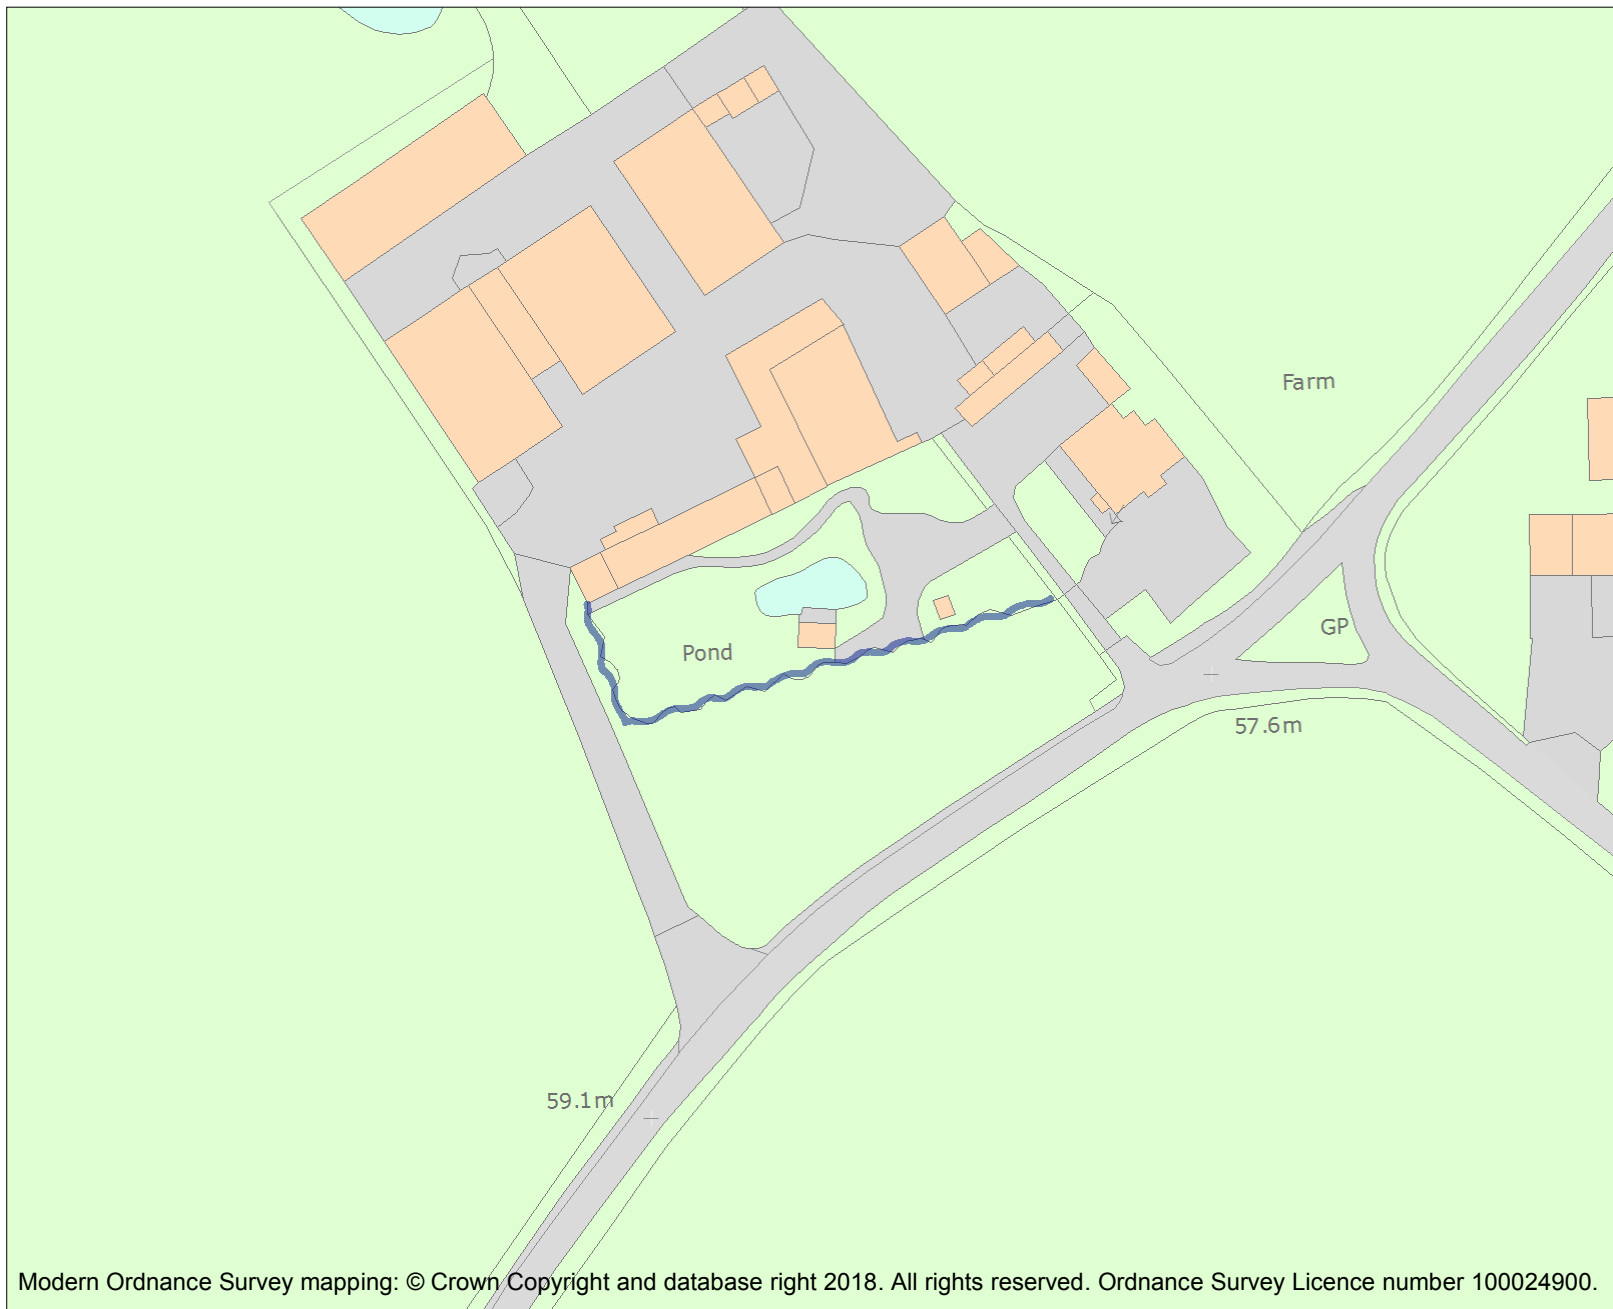 Farm
GP
Pond
57.6m
59.1m
Modern Ordnance Survey mapping: © Crown Copyright and database right 2018. All rights reserved. Ordnance Survey Licence number 100024900.